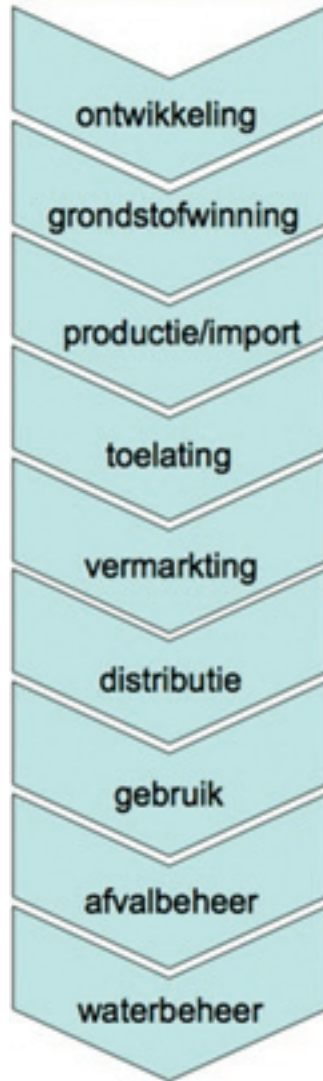 ontwikkeling
grondstofwinning
productie/import
toelating
vermarkting
distributie
gebruik
afvalbeheer
waterbeheer